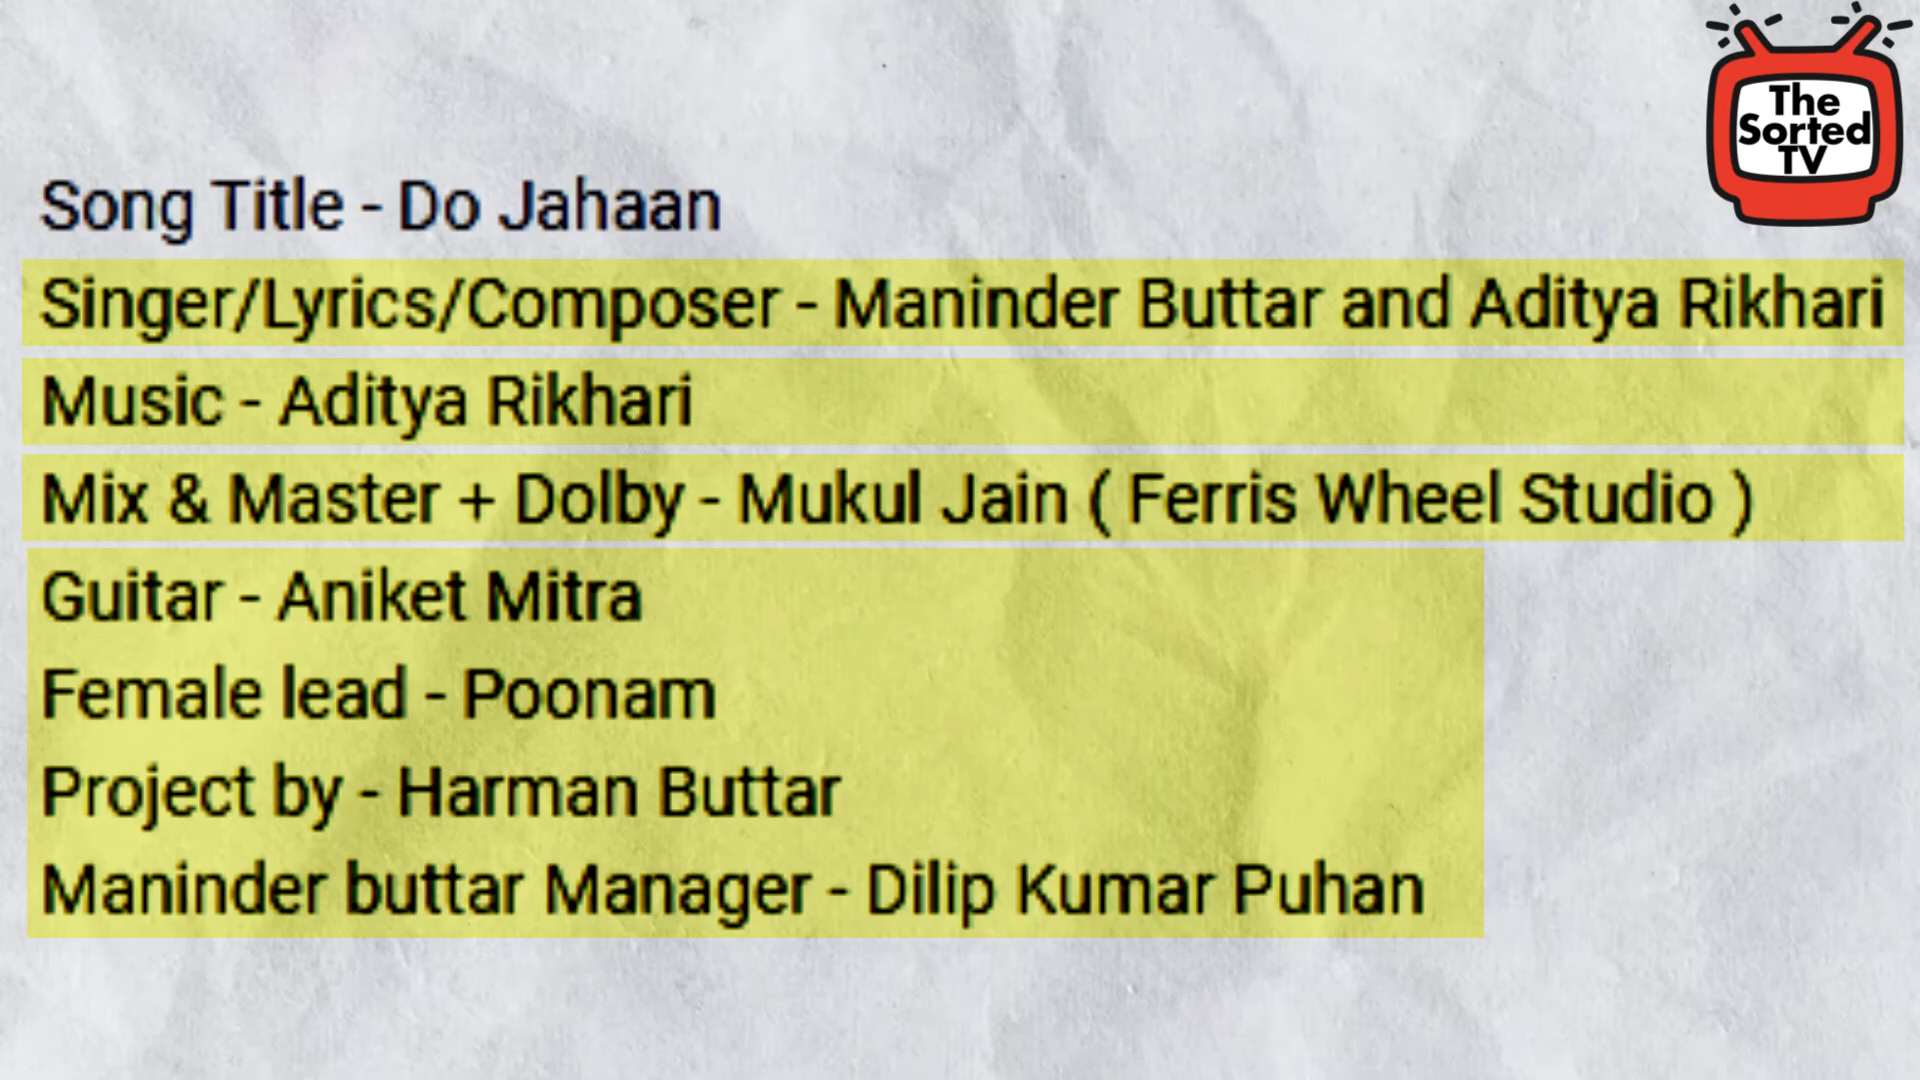 The
Sorted
TV
Song Title - Do Jahaan
Singer/Lyrics/Composer - Maninder Buttar and Aditya Rikhari
Music - Aditya Rikhari
Mix & Master + Dolby - Mukul Jain ( Ferris Wheel Studio )
Guitar - Aniket Mitra
Female lead - Poonam
Project by - Harman Buttar
Maninder buttar Manager - Dilip Kumar Puhan